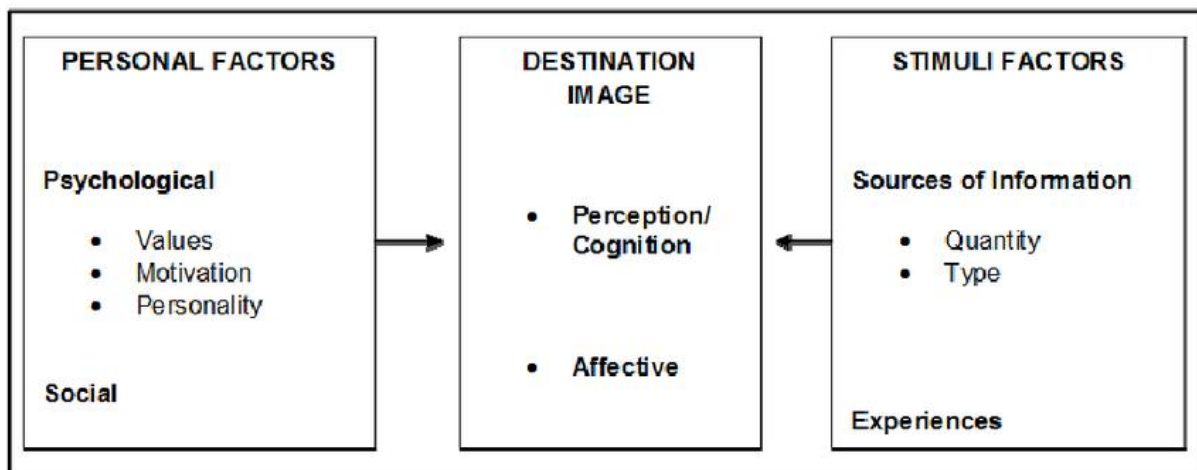 PERSONAL FACTORS
Psychological
• Values
• Motivation
• Personality
Social
DESTINATION
IMAGE
• Perception/
Cognition
• Affective
STIMULI FACTORS
Sources of Information
• Quantity
• Type
Experiences